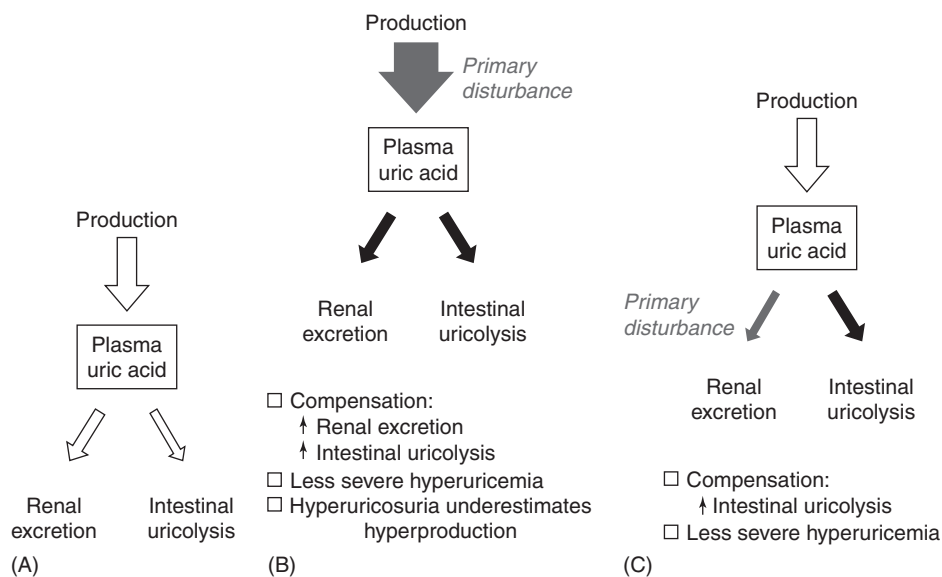 Production
Plasma
uric acid
Renal
excretion
Intestinal
uricolysis
(A)
Production
Primary
disturbance
Plasma
uric acid
Renal
excretion
Intestinal
uricolysis
☐ Compensation:
↑ Renal excretion
↑ Intestinal uricolysis
☐ Less severe hyperuricemia
☐ Hyperuricosuria underestimates
hyperproduction
(B)
Production
Plasma
uric acid
Primary
disturbance
Renal
excretion
Intestinal
uricolysis
☐ Compensation:
↑ Intestinal uricolysis
☐ Less severe hyperuricemia
(C)